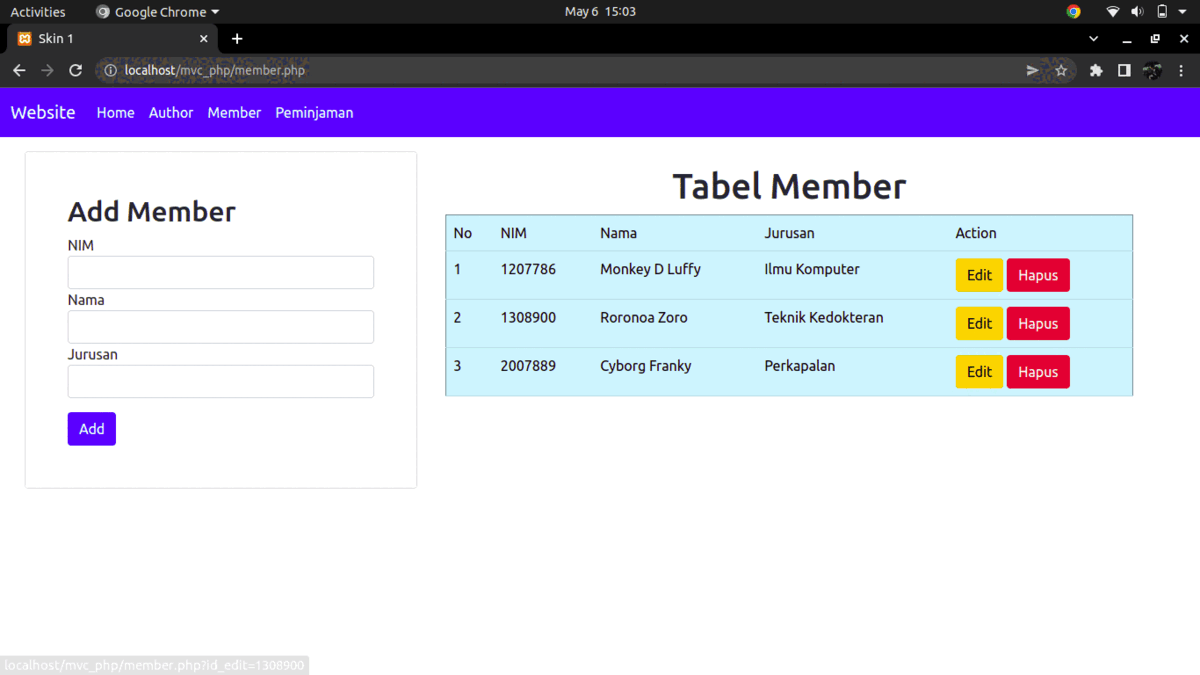 Activities Google Chrome May 6 15:03
Skin 1
localhost/mvc_php/member.php
Website Home Author Member Peminjaman
Add Member
NIM
Nama
Jurusan
Add
Tabel Member
No NIM Nama Jurusan Action
1 1207786 Monkey D Luffy Ilmu Komputer Edit Hapus
2 1308900 Roronoa Zoro Teknik Kedokteran Edit Hapus
3 2007889 Cyborg Franky Perkapalan Edit Hapus
localhost/mvc_php/member.php?id_edit=1308900